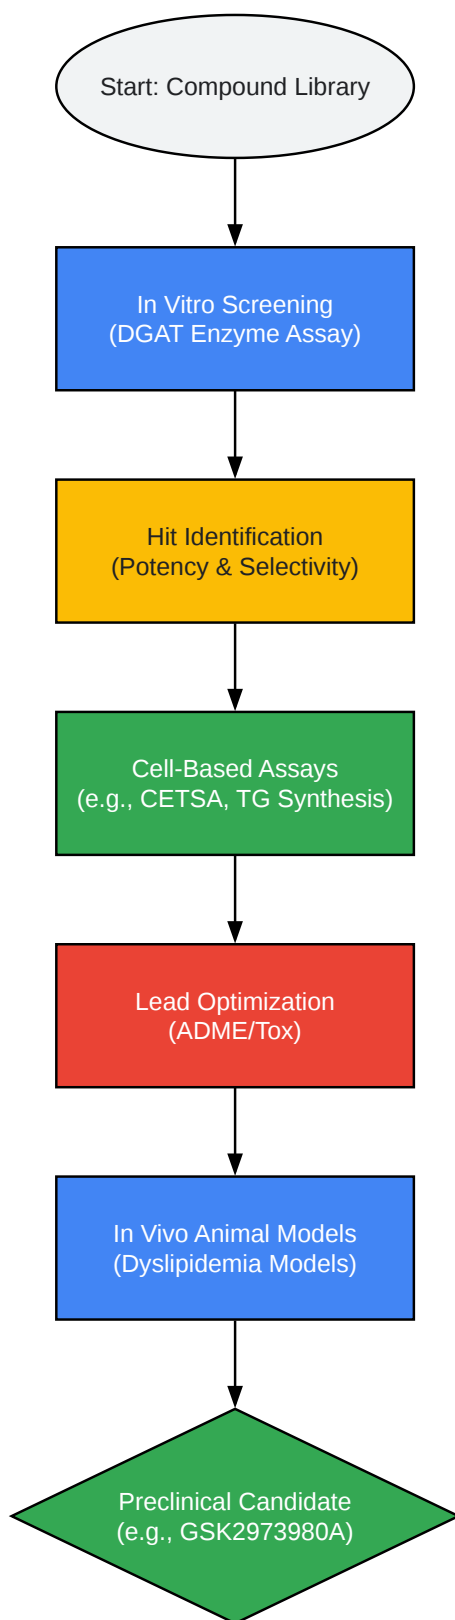 Start: Compound Library
In Vitro Screening
(DGAT Enzyme Assay)
Hit Identification
(Potency & Selectivity)
Cell-Based Assays
(e.g., CETSA, TG Synthesis)
Lead Optimization
(ADME/Tox)
In Vivo Animal Models
(Dyslipidemia Models)
Preclinical Candidate
(e.g., GSK2973980A)